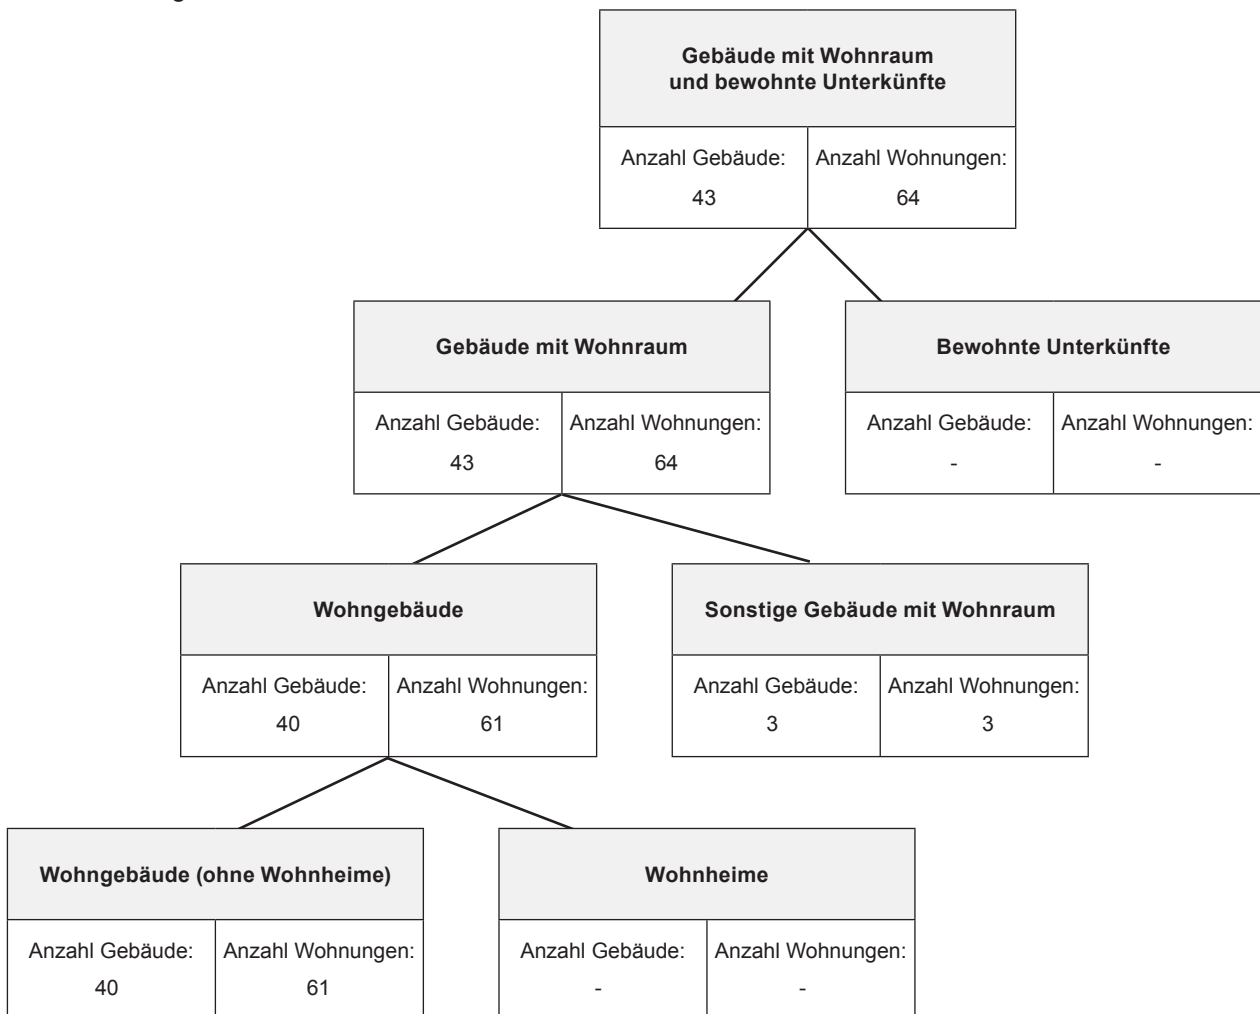 Gebäude mit Wohnraum
und bewohnte Unterkünfte
Anzahl Gebäude: Anzahl Wohnungen:
43 64
Gebäude mit Wohnraum
Anzahl Gebäude: Anzahl Wohnungen:
43 64
Bewohnte Unterkünfte
Anzahl Gebäude: Anzahl Wohnungen:
- -
Wohngebäude
Anzahl Gebäude: Anzahl Wohnungen:
40 61
Sonstige Gebäude mit Wohnraum
Anzahl Gebäude: Anzahl Wohnungen:
3 3
Wohngebäude (ohne Wohnheime)
Anzahl Gebäude: Anzahl Wohnungen:
40 61
Wohnheime
Anzahl Gebäude: Anzahl Wohnungen:
- -